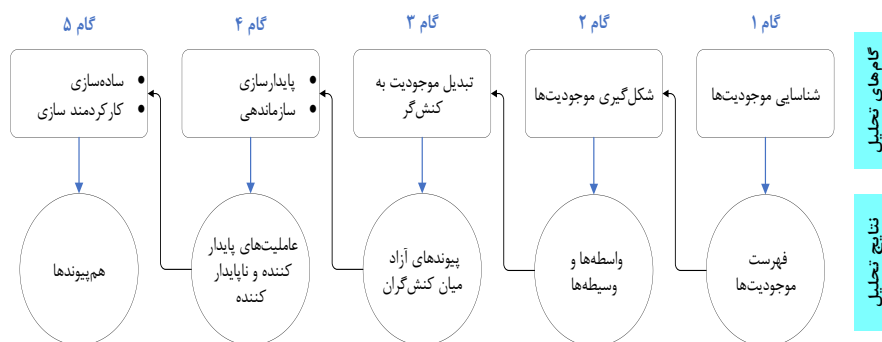 گام ۱
گام ۲
گام ۳
گام ۴
گام ۵
گام‌های تحلیل
شناسایی موجودیت‌ها
شکل‌گیری موجودیت‌ها
تبدیل موجودیت به
کنش‌گر
• پایدارسازی
• سازماندهی
• ساده‌سازی
• کارکردمند سازی
نتایج تحلیل
فهرست
موجودیت‌ها
واسطه‌ها و
وسیطه‌ها
پیوندهای آزاد
میان کنش‌گران
عاملیت‌های پایدار
کننده و ناپایدار
کننده
هم‌پیوندها